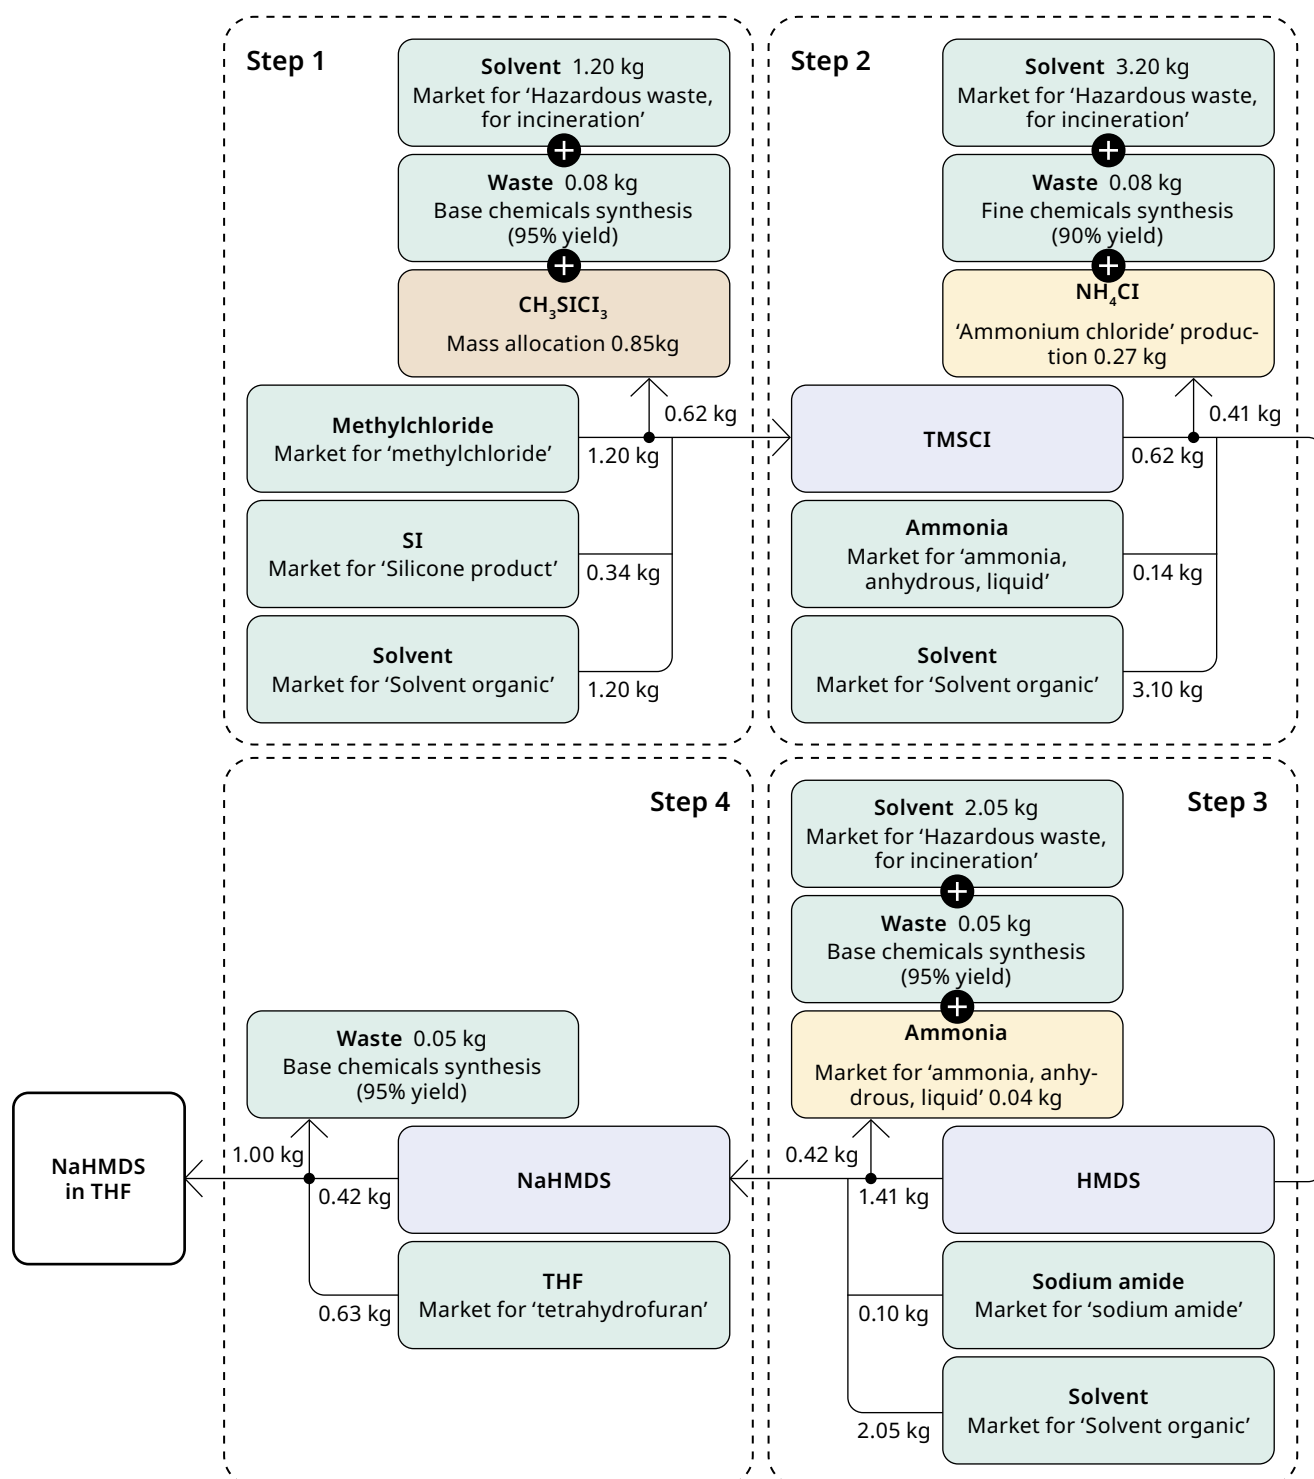 Step 1
Solvent 1.20 kg
Market for ‘Hazardous waste,
for incineration’
Waste 0.08 kg
Base chemicals synthesis
(95% yield)
CH₃SICI₃
Mass allocation 0.85kg
0.62 kg
Methylchloride
Market for ‘methylchloride’
1.20 kg
SI
Market for ‘Silicone product’
0.34 kg
Solvent
Market for ‘Solvent organic’
1.20 kg
Step 2
Solvent 3.20 kg
Market for ‘Hazardous waste,
for incineration’
Waste 0.08 kg
Fine chemicals synthesis
(90% yield)
NH₄CI
‘Ammonium chloride’ produc-
tion 0.27 kg
0.41 kg
TMSCI
0.62 kg
Ammonia
Market for ‘ammonia,
anhydrous, liquid’
0.14 kg
Solvent
Market for ‘Solvent organic’
3.10 kg
Step 3
Solvent 2.05 kg
Market for ‘Hazardous waste,
for incineration’
Waste 0.05 kg
Base chemicals synthesis
(95% yield)
Ammonia
Market for ‘ammonia, anhy-
drous, liquid’ 0.04 kg
0.42 kg
1.41 kg
HMDS
Sodium amide
Market for ‘sodium amide’
0.10 kg
Solvent
Market for ‘Solvent organic’
2.05 kg
Step 4
Waste 0.05 kg
Base chemicals synthesis
(95% yield)
1.00 kg
0.42 kg
NaHMDS
THF
Market for ‘tetrahydrofuran’
0.63 kg
NaHMDS
in THF